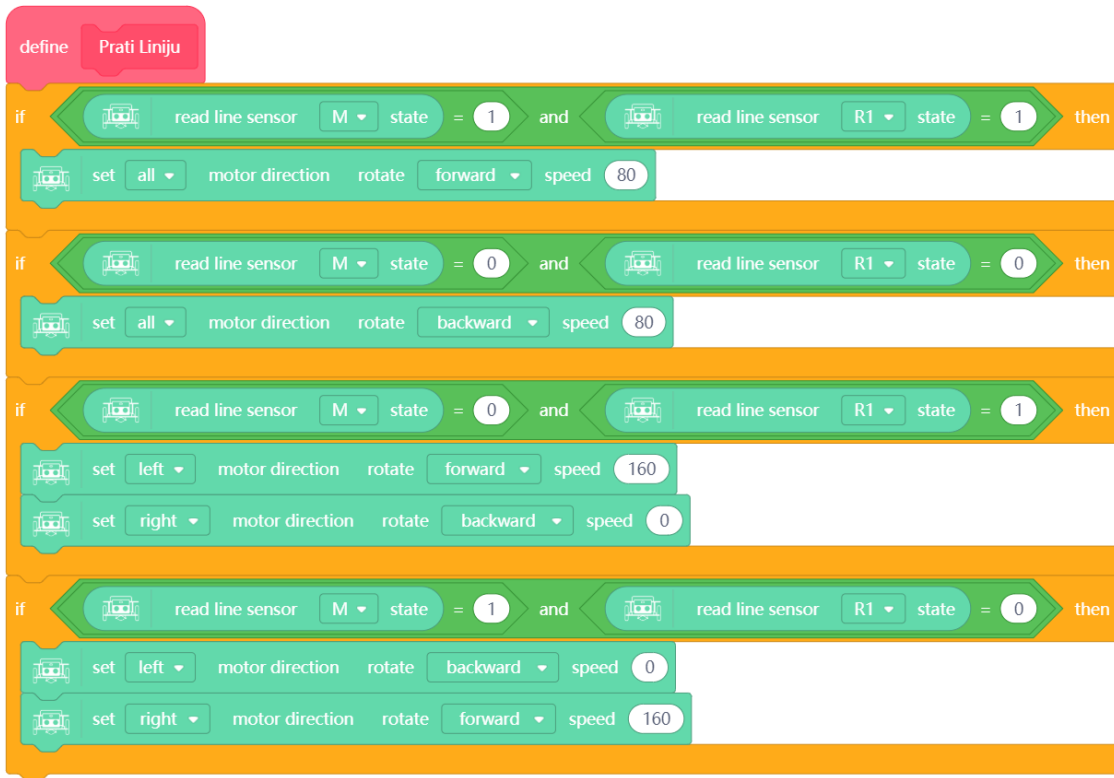 define Prati Liniju
if read line sensor M state = 1 and read line sensor R1 state = 1 then
set all motor direction rotate forward speed 80
if read line sensor M state = 0 and read line sensor R1 state = 0 then
set all motor direction rotate backward speed 80
if read line sensor M state = 0 and read line sensor R1 state = 1 then
set left motor direction rotate forward speed 160
set right motor direction rotate backward speed 0
if read line sensor M state = 1 and read line sensor R1 state = 0 then
set left motor direction rotate backward speed 0
set right motor direction rotate forward speed 160